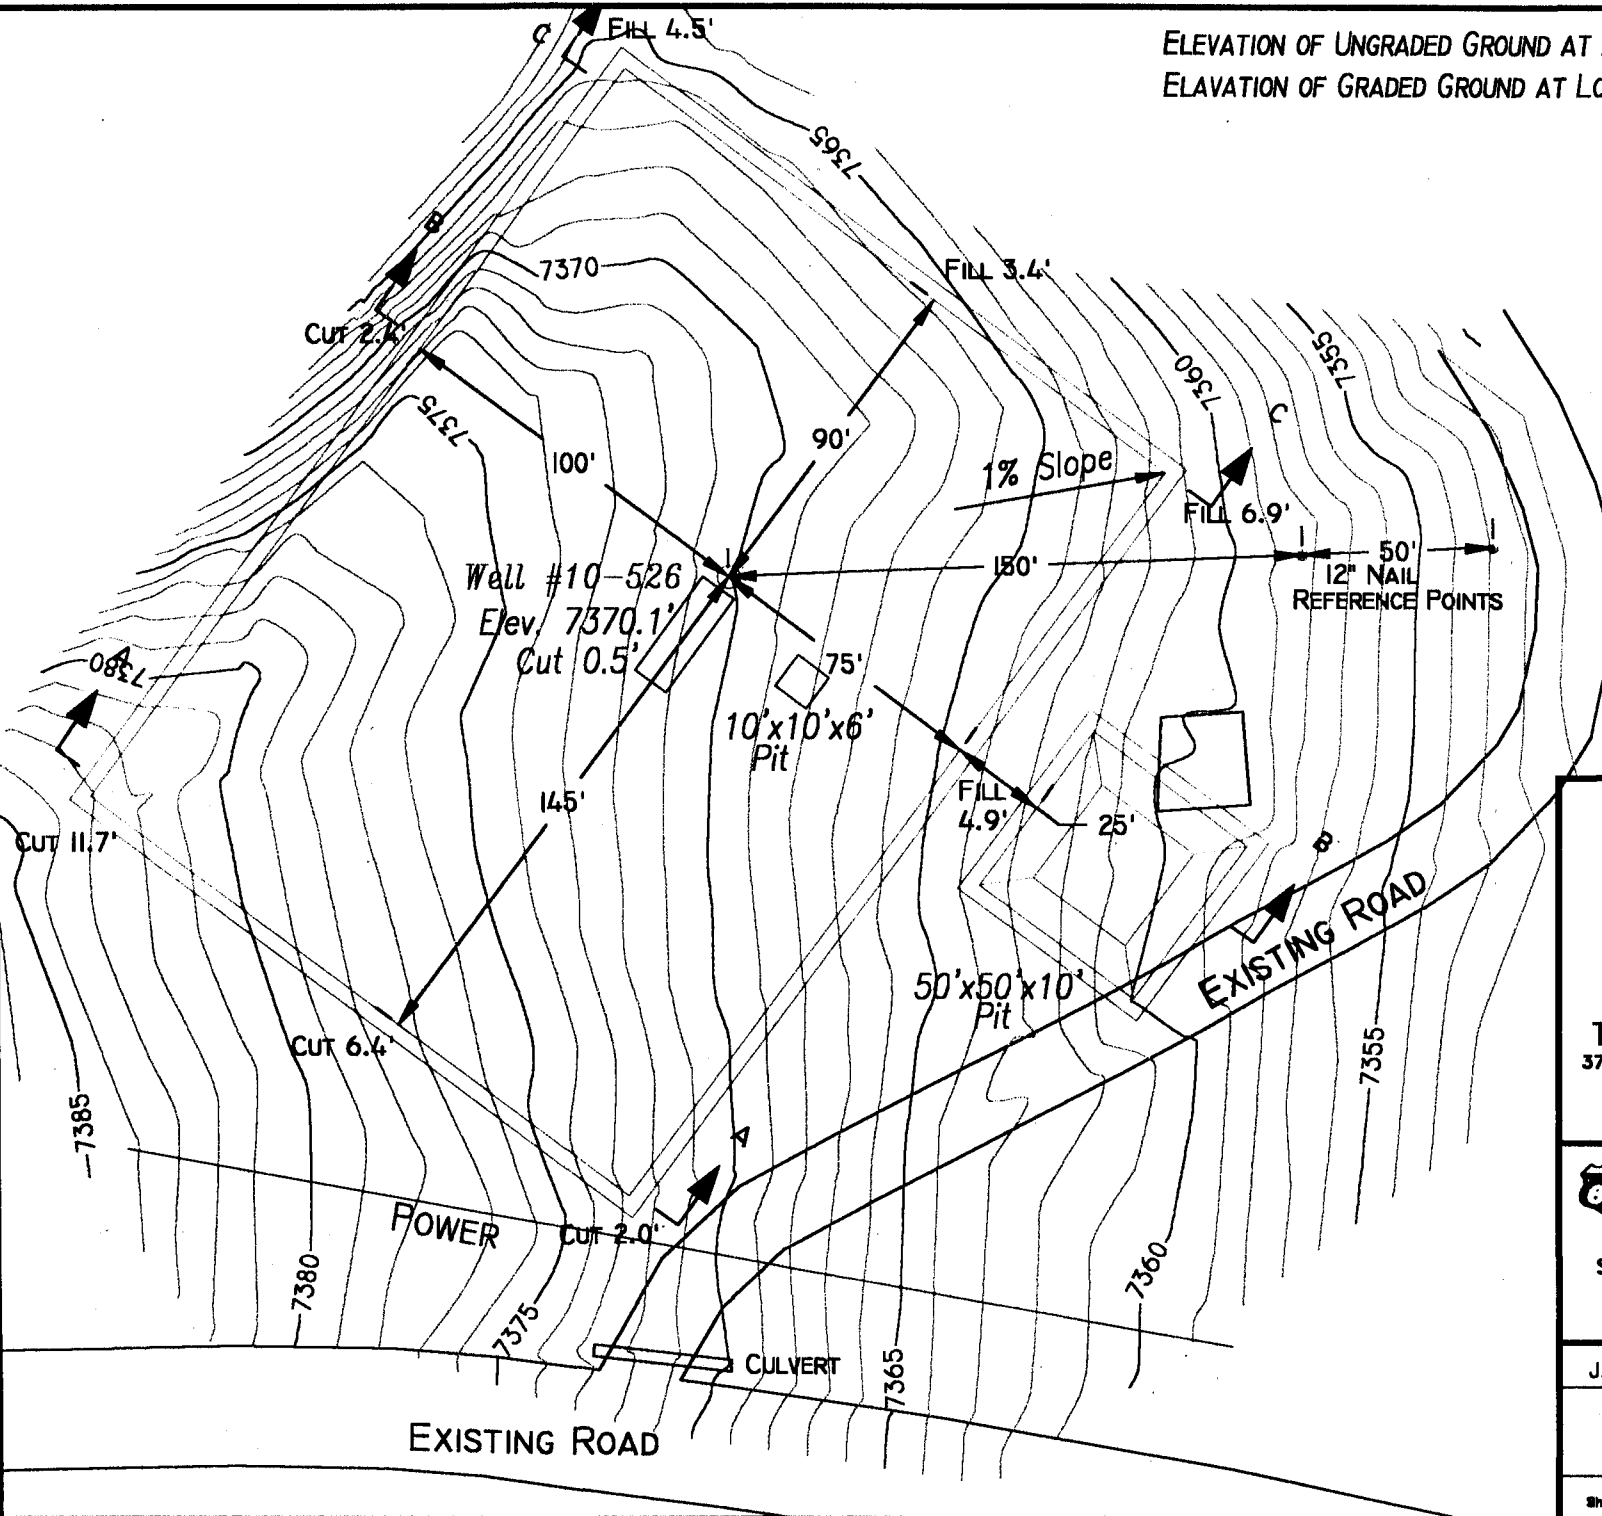 C
FILL 4.5'
ELEVATION OF UNGRADED GROUND AT
ELAVATION OF GRADED GROUND AT LO
7365
B
7370
FILL 3.4'
CUT 2.4'
7360
7355
7375
C
90'
100'
1% Slope
FILL 6.9'
150'
50'
12" NAIL
REFERENCE POINTS
Well #10-526
Elev. 7370.1'
Cut 0.5'
A
7380
75'
10'x10'x6'
Pit
145'
FILL
4.9'
25'
CUT 11.7'
B
EXISTING ROAD
50'x50'x10'
Pit
CUT 6.4'
7385
7355
37
A
POWER
CUT 2.0'
7380
7360
7375
CULVERT
7365
J.
EXISTING ROAD
Sh